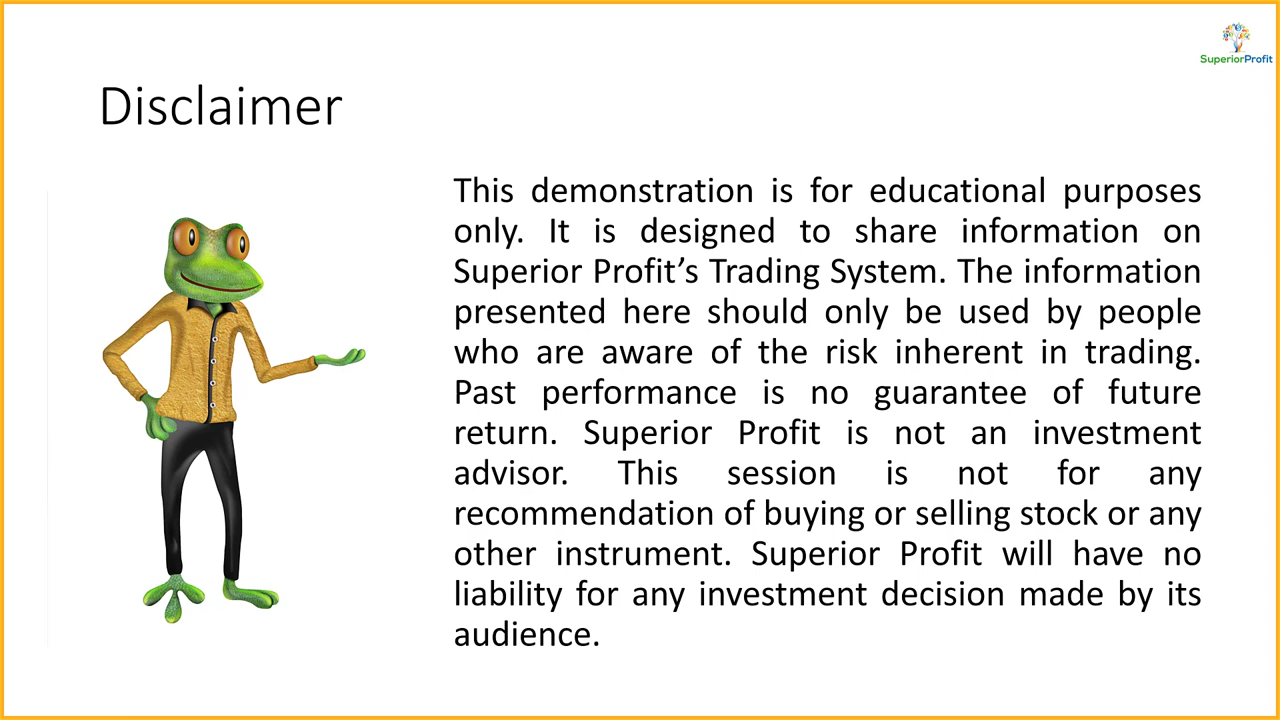 SuperiorProfit
Disclaimer
This demonstration is for educational purposes
only. It is designed to share information on
Superior Profit’s Trading System. The information
presented here should only be used by people
who are aware of the risk inherent in trading.
Past performance is no guarantee of future
return. Superior Profit is not an investment
advisor. This session is not for any
recommendation of buying or selling stock or any
other instrument. Superior Profit will have no
liability for any investment decision made by its
audience.